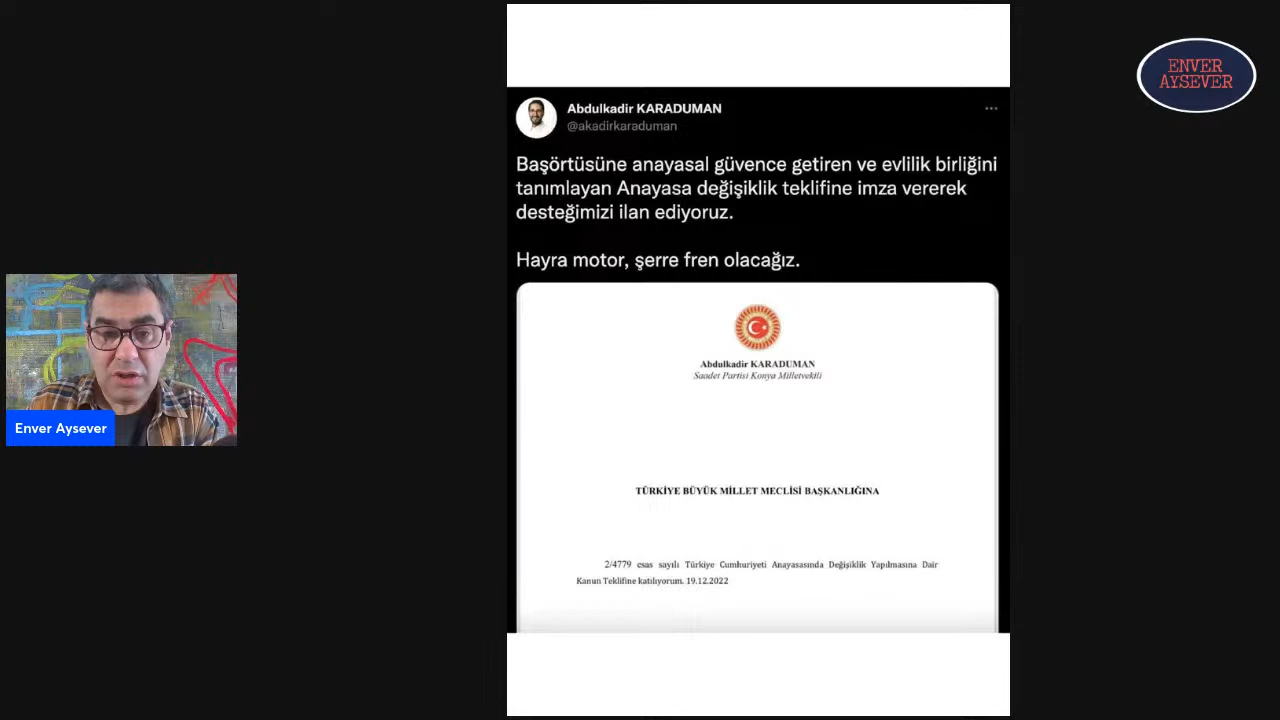 ENVER
AYSEVER
Abdulkadir KARADUMAN
@akadirkaraduman
Başörtüsüne anayasal güvence getiren ve evlilik birliğini
tanımlayan Anayasa değişiklik teklifine imza vererek
desteğimizi ilan ediyoruz.
Hayra motor, şerre fren olacağız.
Abdulkadir KARADUMAN
Saadet Partisi Konya Milletvekili
TÜRKİYE BÜYÜK MİLLET MECLİSİ BAŞKANLIĞINA
2/4779 esas sayılı Türkiye Cumhuriyeti Anayasasında Değişiklik Yapılmasına Dair
Kanun Teklifine katılıyorum. 19.12.2022
Enver Aysever